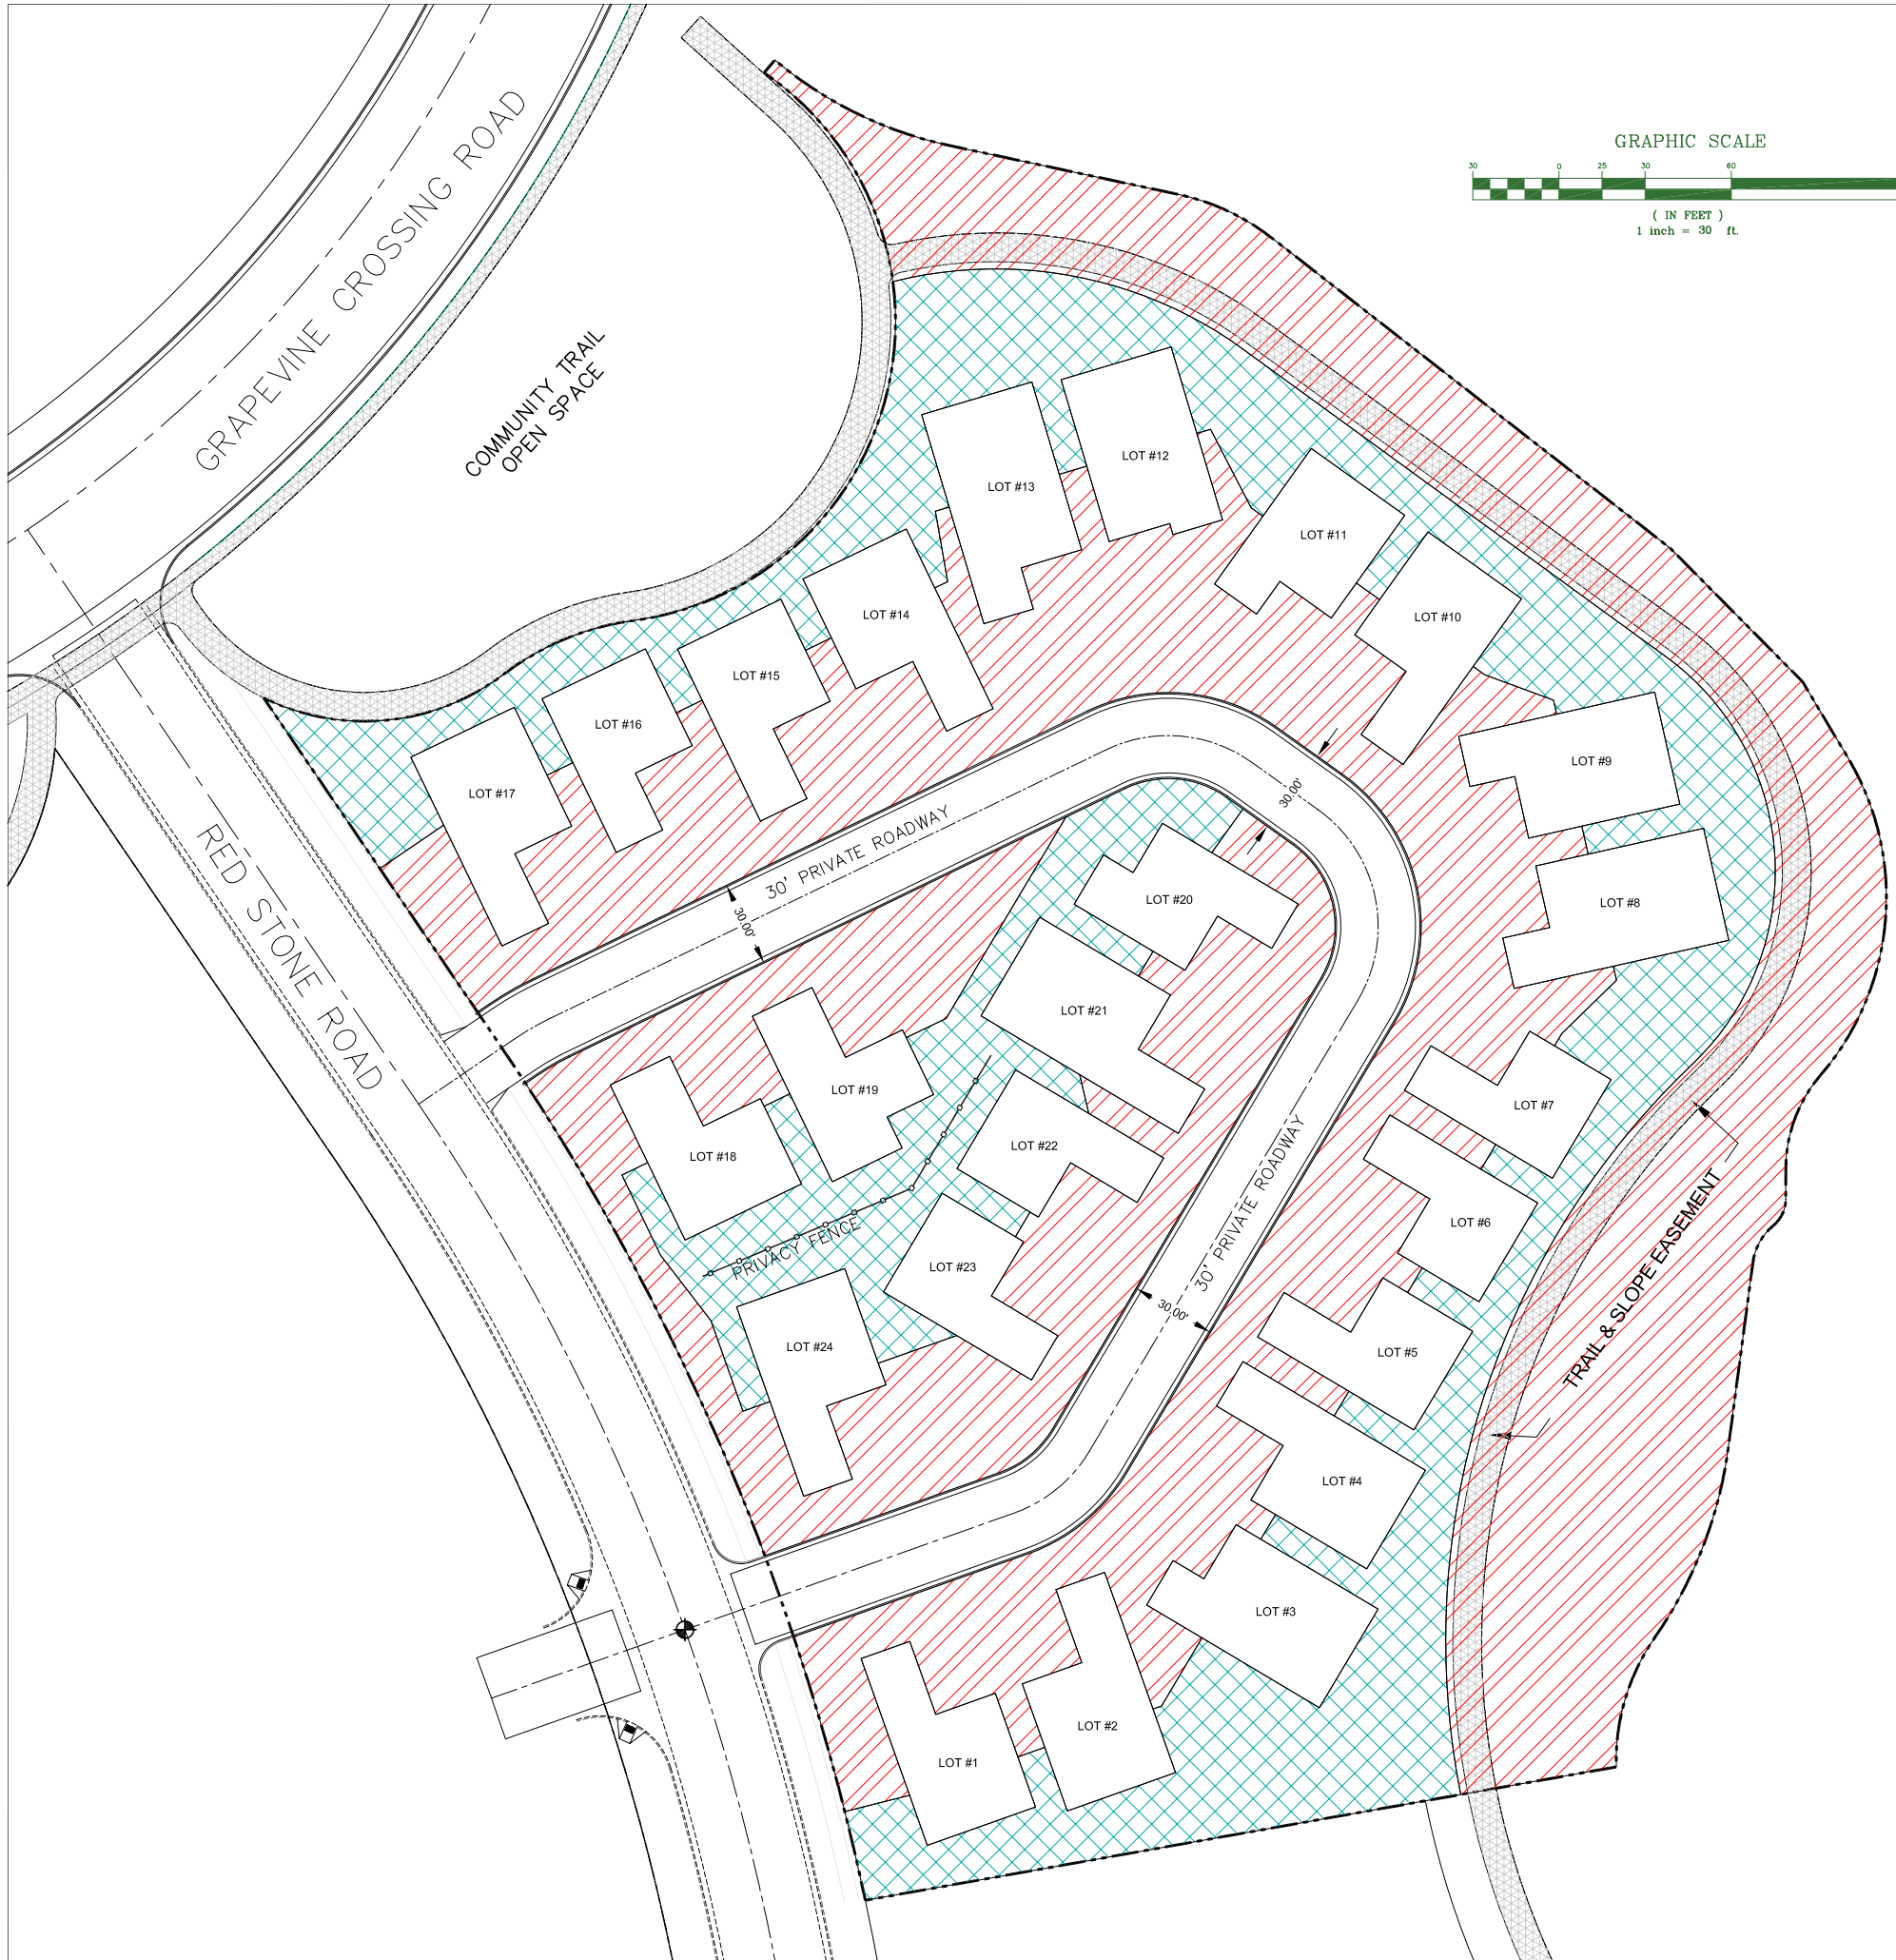 GRAPHIC SCALE
30 0 25 30 60
( IN FEET )
1 inch = 30 ft.
GRAPEVINE CROSSING ROAD
COMMUNITY TRAIL
OPEN SPACE
LOT #12
LOT #13
LOT #11
LOT #14
LOT #10
LOT #15
LOT #16
LOT #9
LOT #17
30.00'
RED STONE ROAD
30' PRIVATE ROADWAY
30.00'
LOT #20
LOT #8
LOT #21
LOT #19
LOT #7
LOT #22
LOT #18
30' PRIVATE ROADWAY
LOT #6
TRAIL & SLOPE EASEMENT
PRIVACY FENCE
LOT #23
30.00'
LOT #24
LOT #5
LOT #4
LOT #3
LOT #2
LOT #1